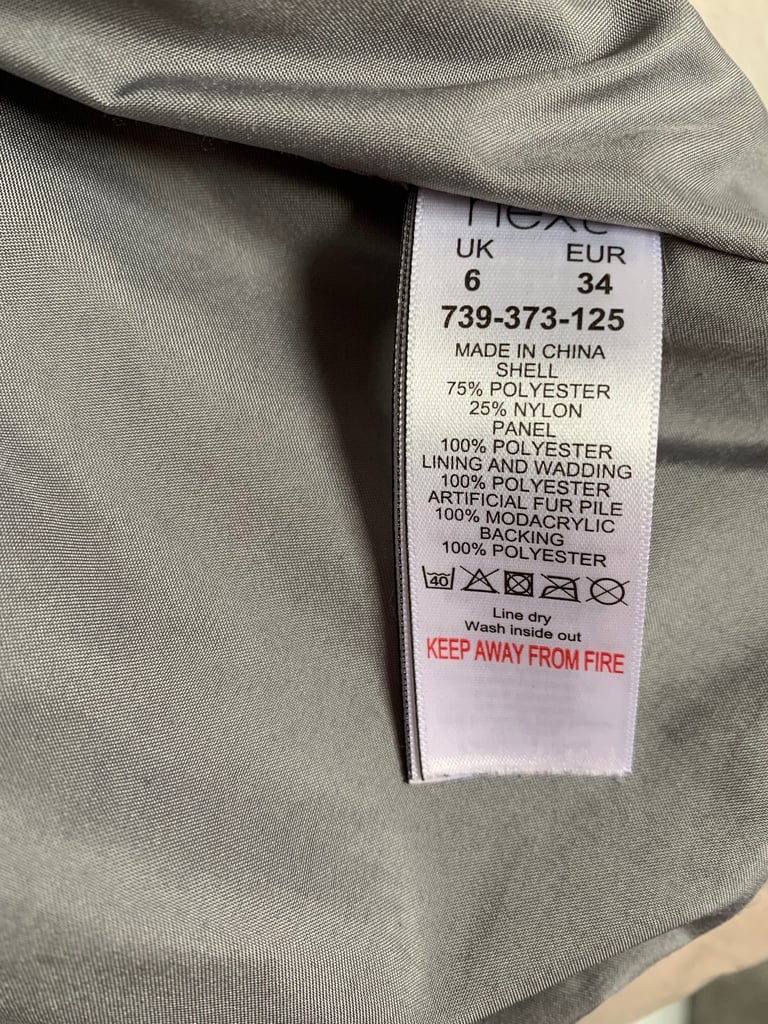 next
UK EUR
6 34
739-373-125
MADE IN CHINA
SHELL
75% POLYESTER
25% NYLON
PANEL
100% POLYESTER
LINING AND WADDING
100% POLYESTER
ARTIFICIAL FUR PILE
100% MODACRYLIC
BACKING
100% POLYESTER
40
Line dry
Wash inside out
KEEP AWAY FROM FIRE